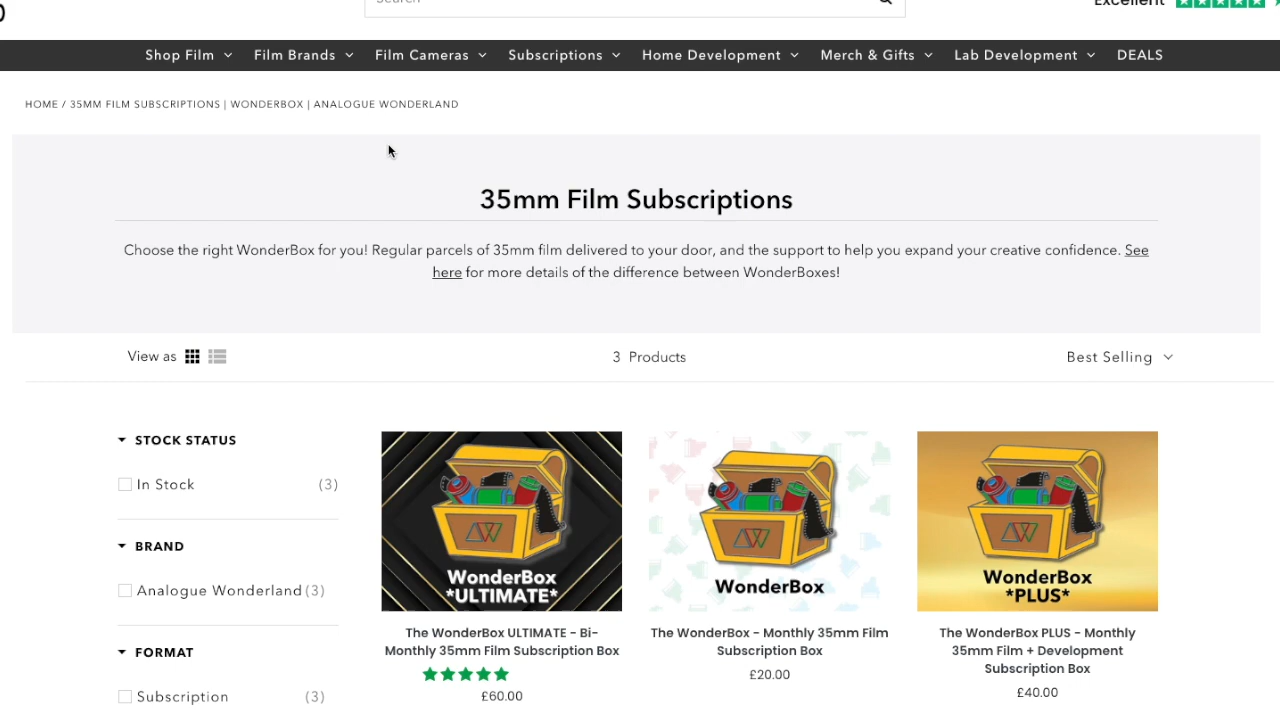 Search
Excellent
Shop Film
Film Brands
Film Cameras
Subscriptions
Home Development
Merch & Gifts
Lab Development
DEALS
HOME / 35MM FILM SUBSCRIPTIONS | WONDERBOX | ANALOGUE WONDERLAND
35mm Film Subscriptions
Choose the right WonderBox for you! Regular parcels of 35mm film delivered to your door, and the support to help you expand your creative confidence. See
here for more details of the difference between WonderBoxes!
View as
3 Products
Best Selling
STOCK STATUS
In Stock (3)
BRAND
Analogue Wonderland (3)
FORMAT
Subscription (3)
AW
WonderBox
*ULTIMATE*
The WonderBox ULTIMATE - Bi-
Monthly 35mm Film Subscription Box
£60.00
AW
WonderBox
The WonderBox - Monthly 35mm Film
Subscription Box
£20.00
AW
WonderBox
*PLUS*
The WonderBox PLUS - Monthly
35mm Film + Development
Subscription Box
£40.00